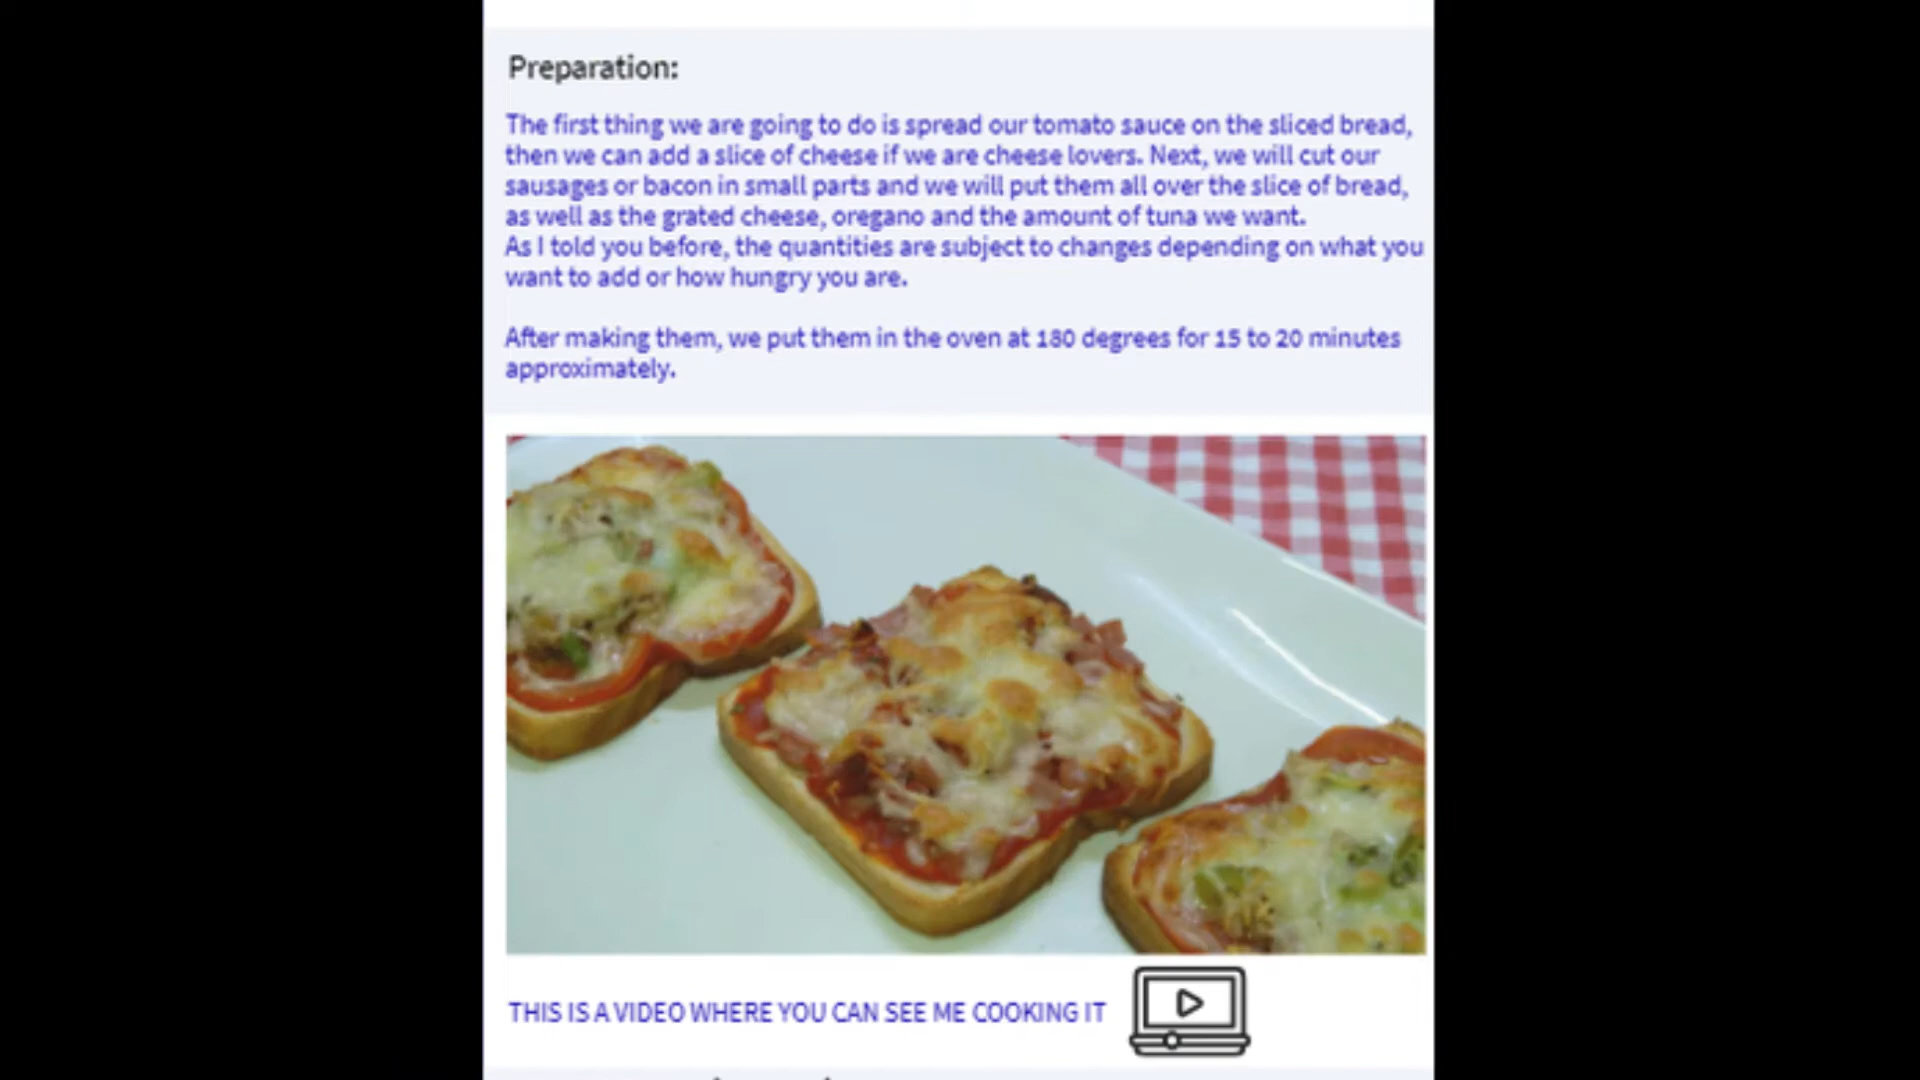 Preparation:
The first thing we are going to do is spread our tomato sauce on the sliced bread,
then we can add a slice of cheese if we are cheese lovers. Next, we will cut our
sausages or bacon in small parts and we will put them all over the slice of bread,
as well as the grated cheese, oregano and the amount of tuna we want.
As I told you before, the quantities are subject to changes depending on what you
want to add or how hungry you are.
After making them, we put them in the oven at 180 degrees for 15 to 20 minutes
approximately.
THIS IS A VIDEO WHERE YOU CAN SEE ME COOKING IT